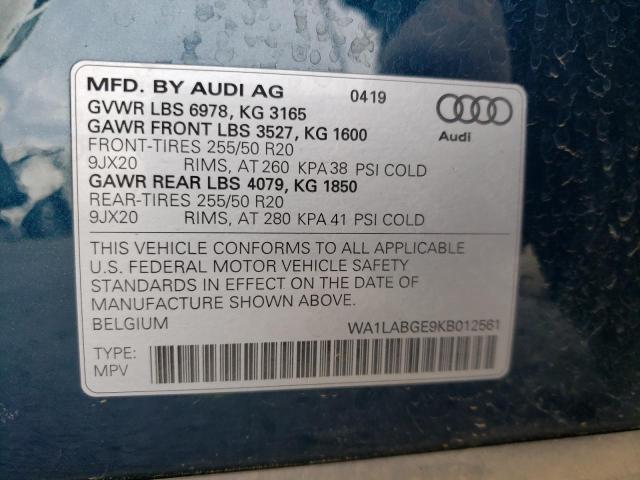 MFD. BY AUDI AG 0419
GVWR LBS 6978, KG 3165
GAWR FRONT LBS 3527, KG 1600
FRONT-TIRES 255/50 R20
9JX20 RIMS, AT 260 KPA 38 PSI COLD
GAWR REAR LBS 4079, KG 1850
REAR-TIRES 255/50 R20
9JX20 RIMS, AT 280 KPA 41 PSI COLD
Audi
THIS VEHICLE CONFORMS TO ALL APPLICABLE
U.S. FEDERAL MOTOR VEHICLE SAFETY
STANDARDS IN EFFECT ON THE DATE OF
MANUFACTURE SHOWN ABOVE.
BELGIUM WA1LABGE9KB012561
TYPE:
MPV